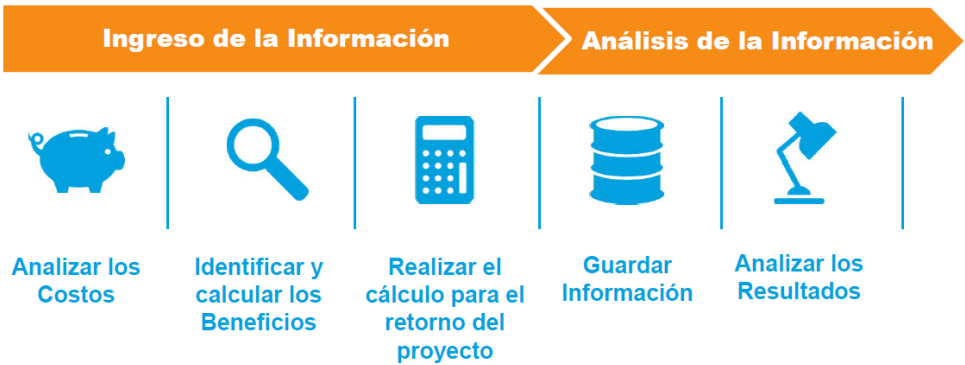 Ingreso de la Información
Análisis de la Información
Analizar los
Costos
Identificar y
calcular los
Beneficios
Realizar el
cálculo para el
retorno del
proyecto
Guardar
Información
Analizar los
Resultados